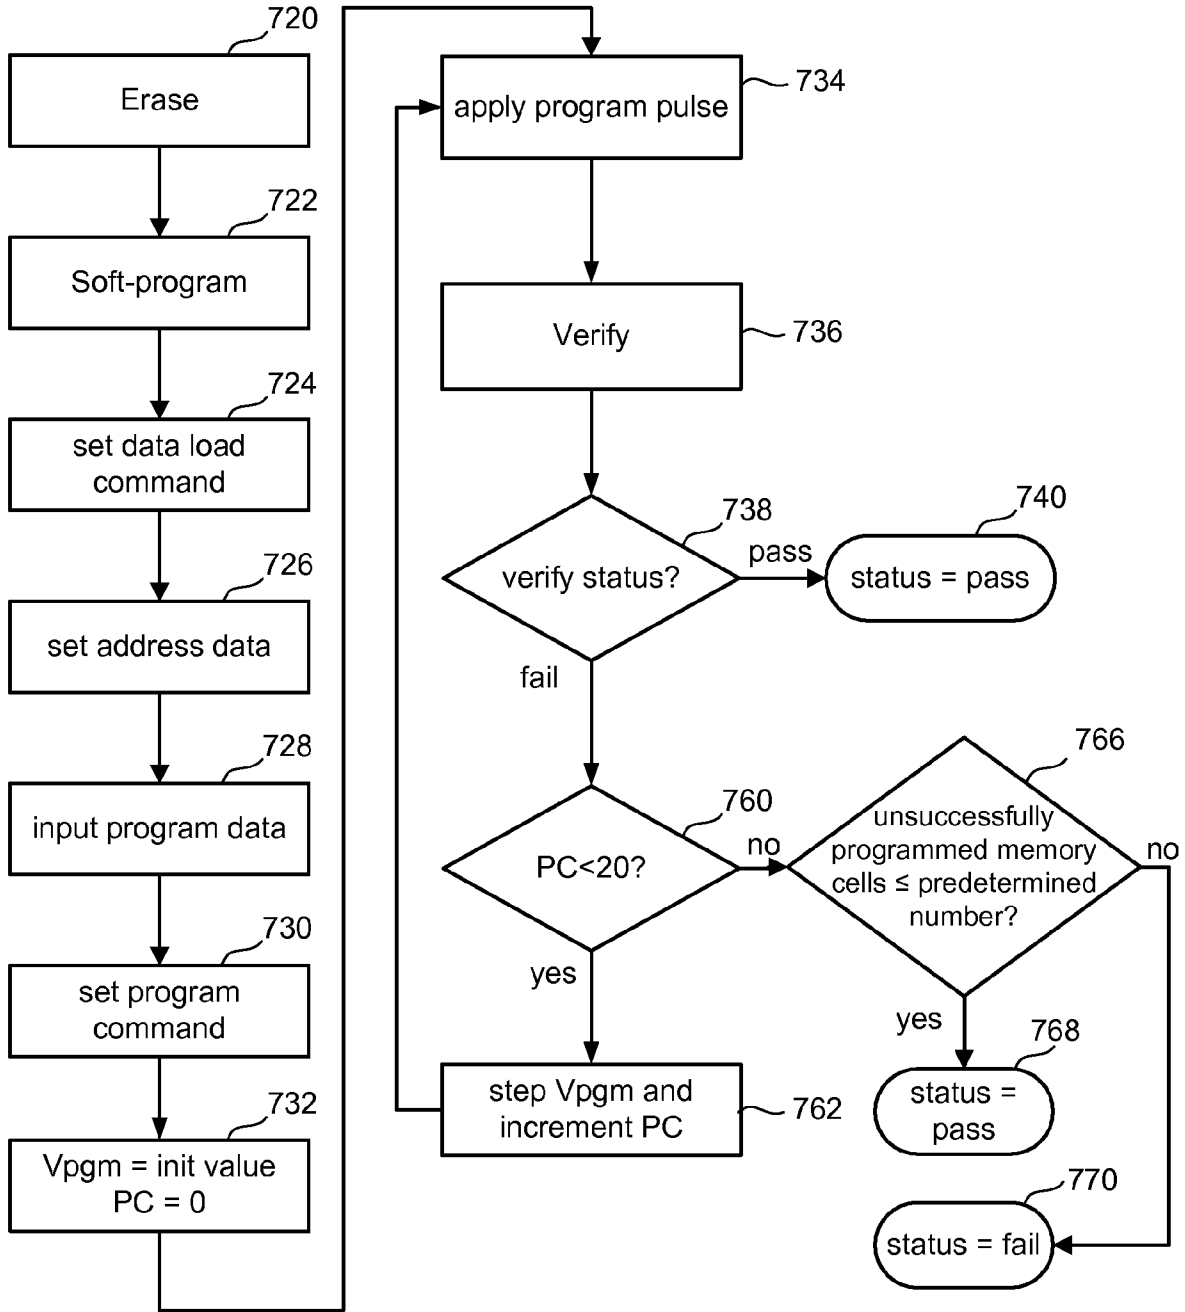 720
Erase
722
Soft-program
724
set data load
command
726
set address data
728
input program data
730
set program
command
732
Vpgm = init value
PC = 0
apply program pulse
734
Verify
736
738
verify status?
pass
740
status = pass
fail
760
PC<20?
no
766
unsuccessfully
programmed memory
cells ≤ predetermined
number?
no
yes
step Vpgm and
increment PC
762
yes
768
status =
pass
770
status = fail